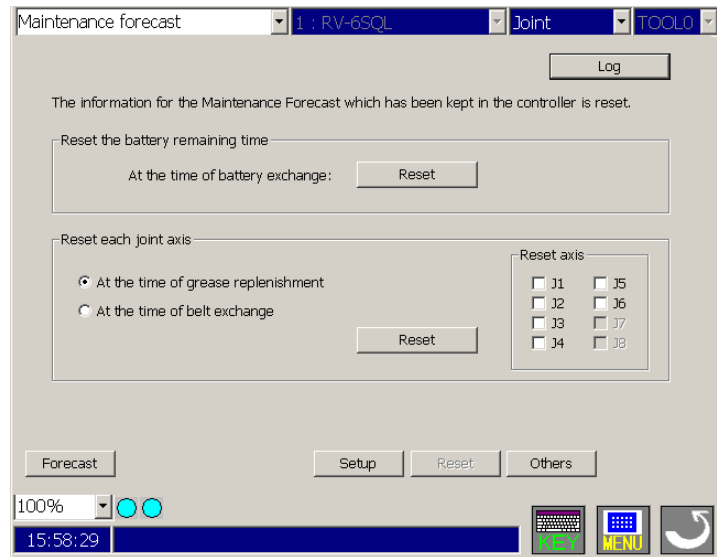 Maintenance forecast 1 : RV-6SQL Joint TOOL0
Log
The information for the Maintenance Forecast which has been kept in the controller is reset.
Reset the battery remaining time
At the time of battery exchange: Reset
Reset each joint axis
Reset axis
At the time of grease replenishment
J1 J5
At the time of belt exchange
J2 J6
J3 J7
Reset
J4 J8
Forecast Setup Reset Others
100%
15:58:29
KEY MENU